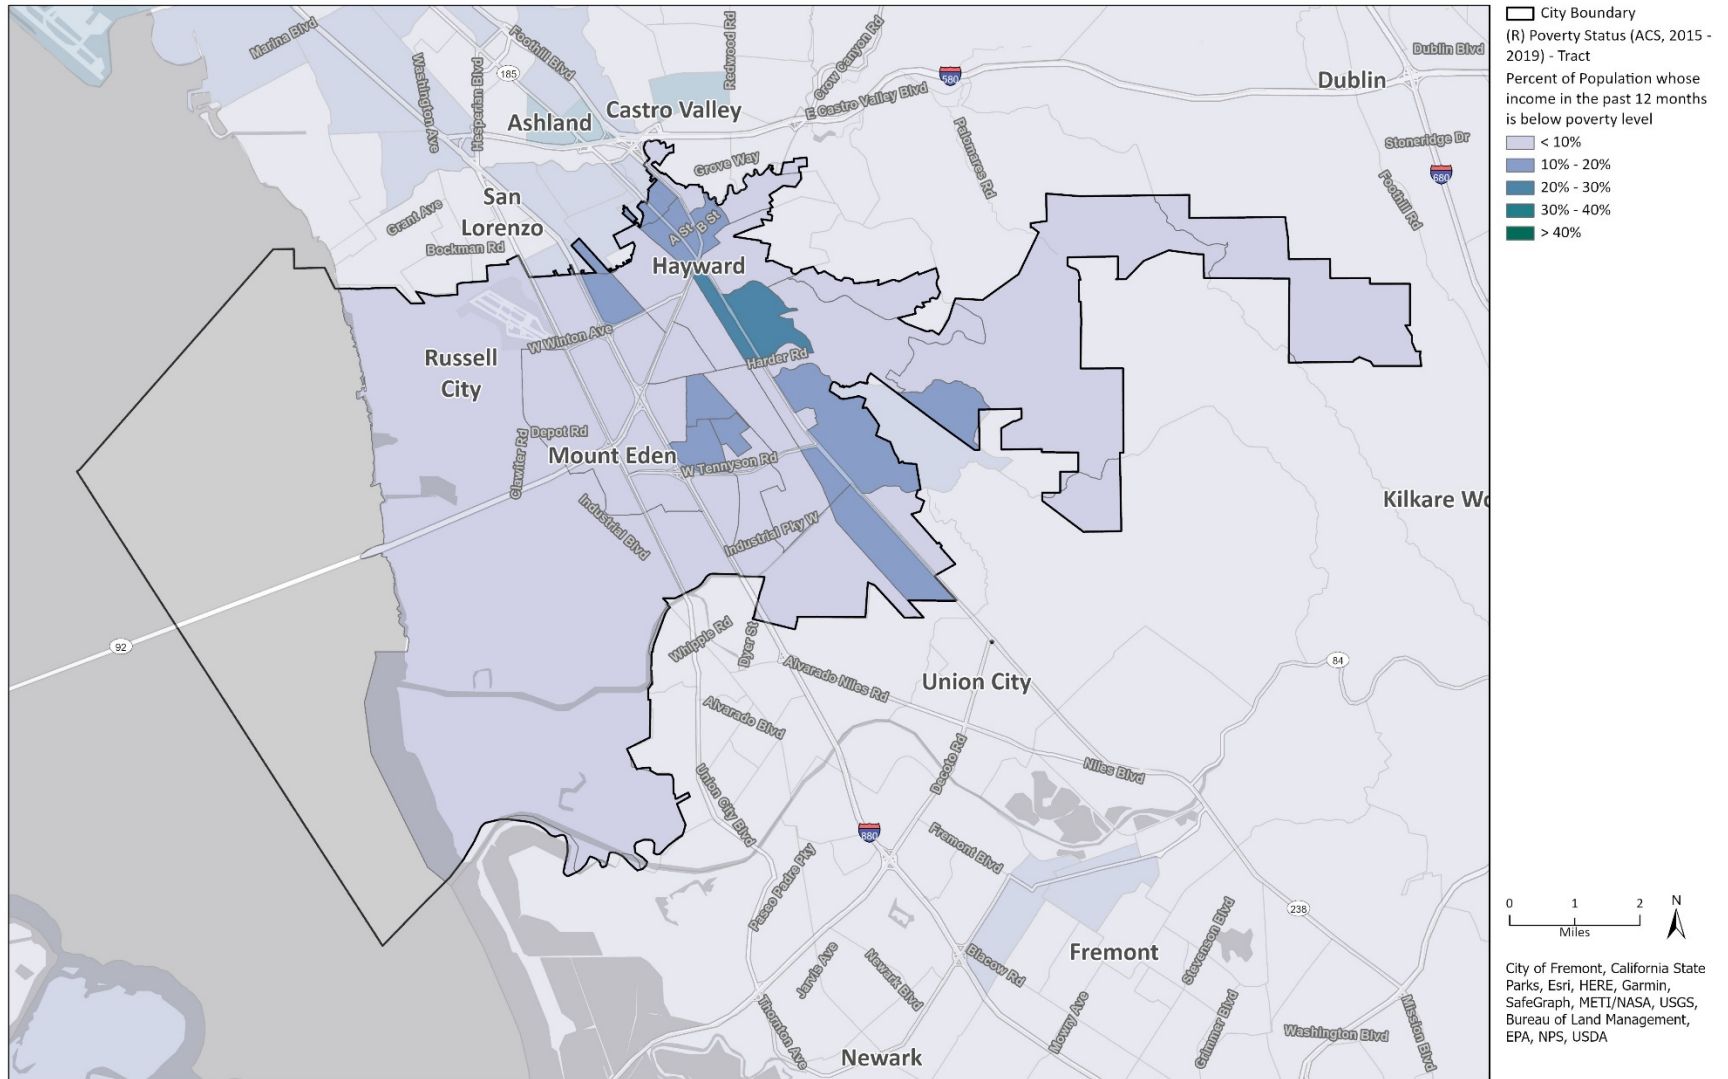 Marina Blvd
Washington Ave
Hesperian Blvd
185
Foothill Blvd
Redwood Rd
Crow Canyon Rd
E Castro Valley Blvd
580
Dublin
Dublin Blvd
Stoneridge Dr
680
Foothill Rd
Palomares Rd
Castro Valley
Ashland
Grove Way
San
Lorenzo
Grant Ave
Bockman Rd
A St
B St
Hayward
W Winton Ave
Russell
City
Harder Rd
Depot Rd
Clawiter Rd
Mount Eden
W Tennyson Rd
Industrial Blvd
Industrial Pky W
Kilkare Wo
92
Whipple Rd
Dyer St
Alvarado Niles Rd
Union City
84
Alvarado Blvd
Union City Blvd
Decoto Rd
Niles Blvd
880
Fremont Blvd
Paseo Padre Pky
238
Stevenson Blvd
Fremont
Blacow Rd
Jarvis Ave
Newark Blvd
Thornton Ave
Mowry Ave
Grimmer Blvd
Washington Blvd
Mission Blvd
Newark
City Boundary
(R) Poverty Status (ACS, 2015 -
2019) - Tract
Percent of Population whose
income in the past 12 months
is below poverty level
< 10%
10% - 20%
20% - 30%
30% - 40%
> 40%
0 1 2
Miles
N
City of Fremont, California State
Parks, Esri, HERE, Garmin,
SafeGraph, METI/NASA, USGS,
Bureau of Land Management,
EPA, NPS, USDA